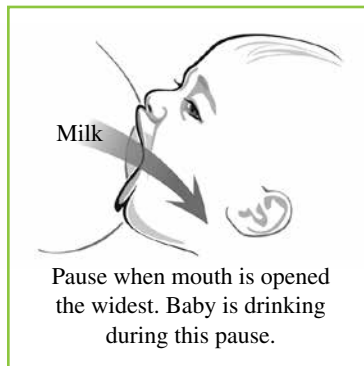 Milk
Pause when mouth is opened
the widest. Baby is drinking
during this pause.